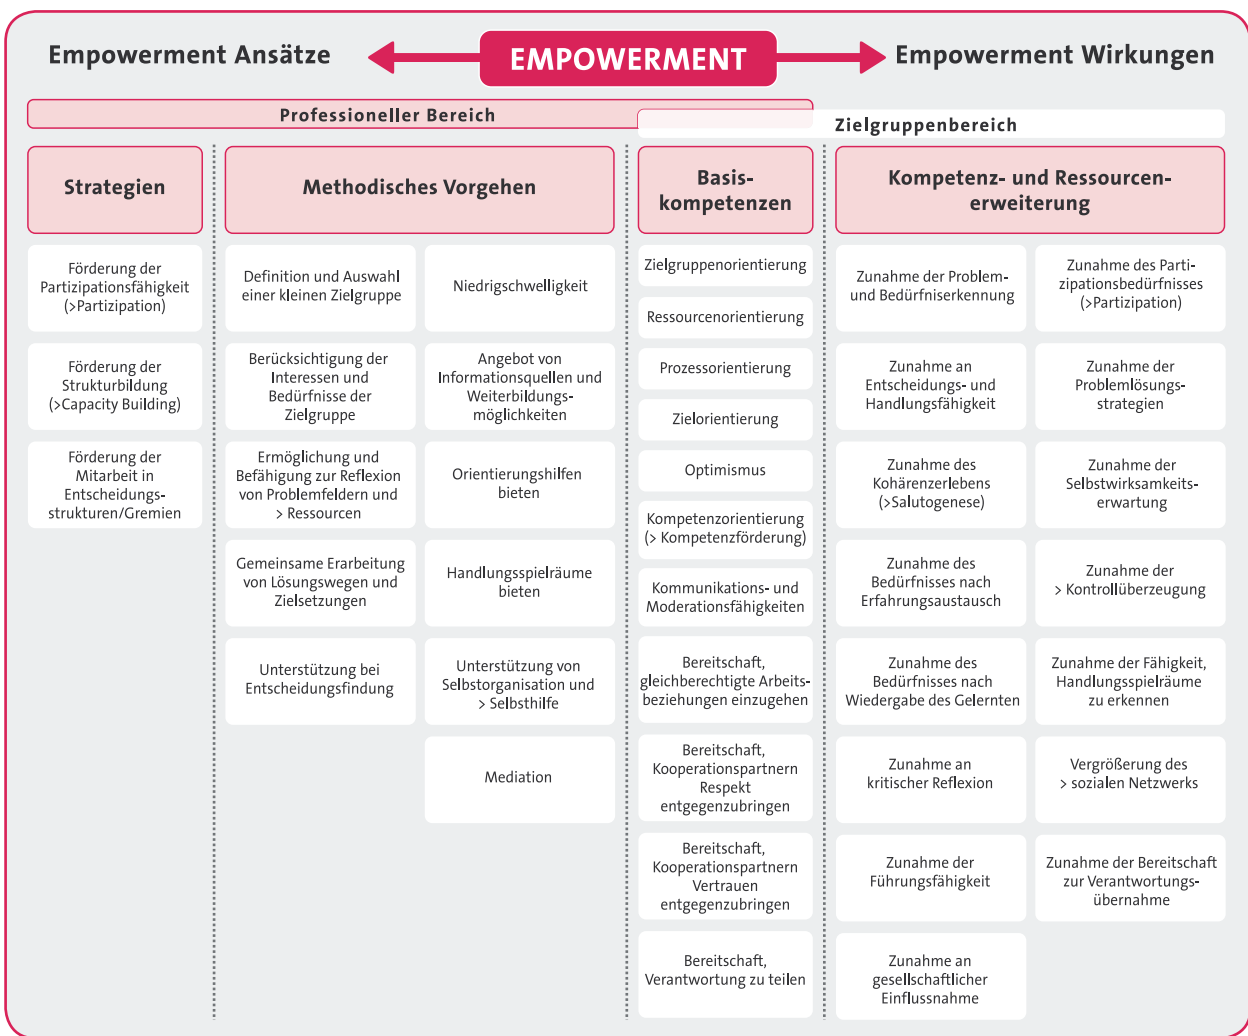 Empowerment Ansätze
EMPOWERMENT
Empowerment Wirkungen
Professioneller Bereich
Zielgruppenbereich
Strategien
Methodisches Vorgehen
Basis-
kompetenzen
Kompetenz- und Ressourcen-
erweiterung
Förderung der
Partizipationsfähigkeit
(>Partizipation)
Förderung der
Strukturbildung
(>Capacity Building)
Förderung der
Mitarbeit in
Entscheidungs-
strukturen/Gremien
Definition und Auswahl
einer kleinen Zielgruppe
Berücksichtigung der
Interessen und
Bedürfnisse der
Zielgruppe
Ermöglichung und
Befähigung zur Reflexion
von Problemfeldern und
> Ressourcen
Gemeinsame Erarbeitung
von Lösungswegen und
Zielsetzungen
Unterstützung bei
Entscheidungsfindung
Niedrigschwelligkeit
Angebot von
Informationsquellen und
Weiterbildungs-
möglichkeiten
Orientierungshilfen
bieten
Handlungsspielräume
bieten
Unterstützung von
Selbstorganisation und
> Selbsthilfe
Mediation
Zielgruppenorientierung
Ressourcenorientierung
Prozessorientierung
Zielorientierung
Optimismus
Kompetenzorientierung
(> Kompetenzförderung)
Kommunikations- und
Moderationsfähigkeiten
Bereitschaft,
gleichberechtigte Arbeits-
beziehungen einzugehen
Bereitschaft,
Kooperationspartnern
Respekt
entgegenzubringen
Bereitschaft,
Kooperationspartnern
Vertrauen
entgegenzubringen
Bereitschaft,
Verantwortung zu teilen
Zunahme der Problem-
und Bedürfniserkennung
Zunahme an
Entscheidungs- und
Handlungsfähigkeit
Zunahme des
Kohärenzerlebens
(>Salutogenese)
Zunahme des
Bedürfnisses nach
Erfahrungsaustausch
Zunahme des
Bedürfnisses nach
Wiedergabe des Gelernten
Zunahme an
kritischer Reflexion
Zunahme der
Führungsfähigkeit
Zunahme an
gesellschaftlicher
Einflussnahme
Zunahme des Parti-
zipationsbedürfnisses
(>Partizipation)
Zunahme der
Problemlösungs-
strategien
Zunahme der
Selbstwirksamkeits-
erwartung
Zunahme der
> Kontrollüberzeugung
Zunahme der Fähigkeit,
Handlungsspielräume
zu erkennen
Vergrößerung des
> sozialen Netzwerks
Zunahme der Bereitschaft
zur Verantwortungs-
übernahme